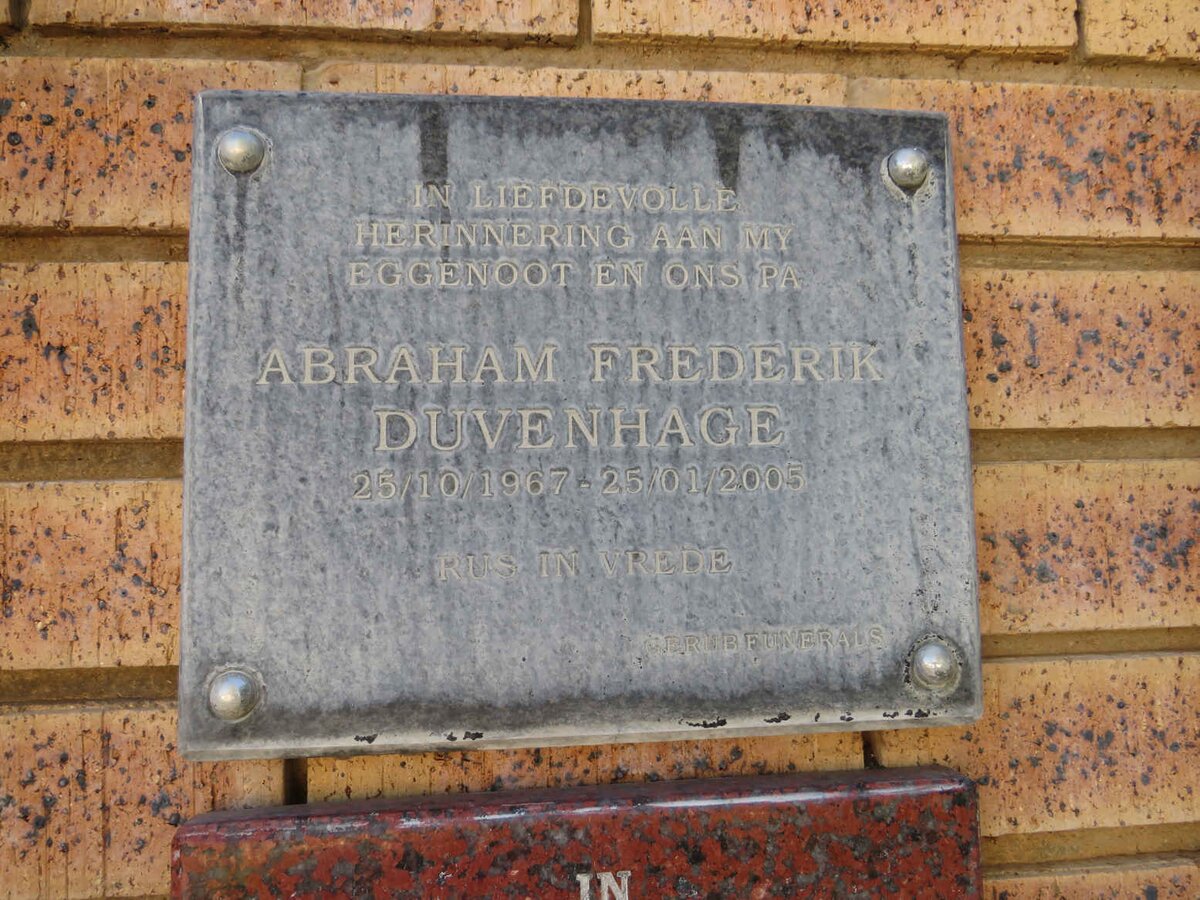 IN LIEFDEVOLLE
HERINNERING AAN MY
EGGENOOT EN ONS PA
ABRAHAM FREDERIK
DUVENHAGE
25/10/1967 - 25/01/2005
RUS IN VREDE
FUNERALS
IN